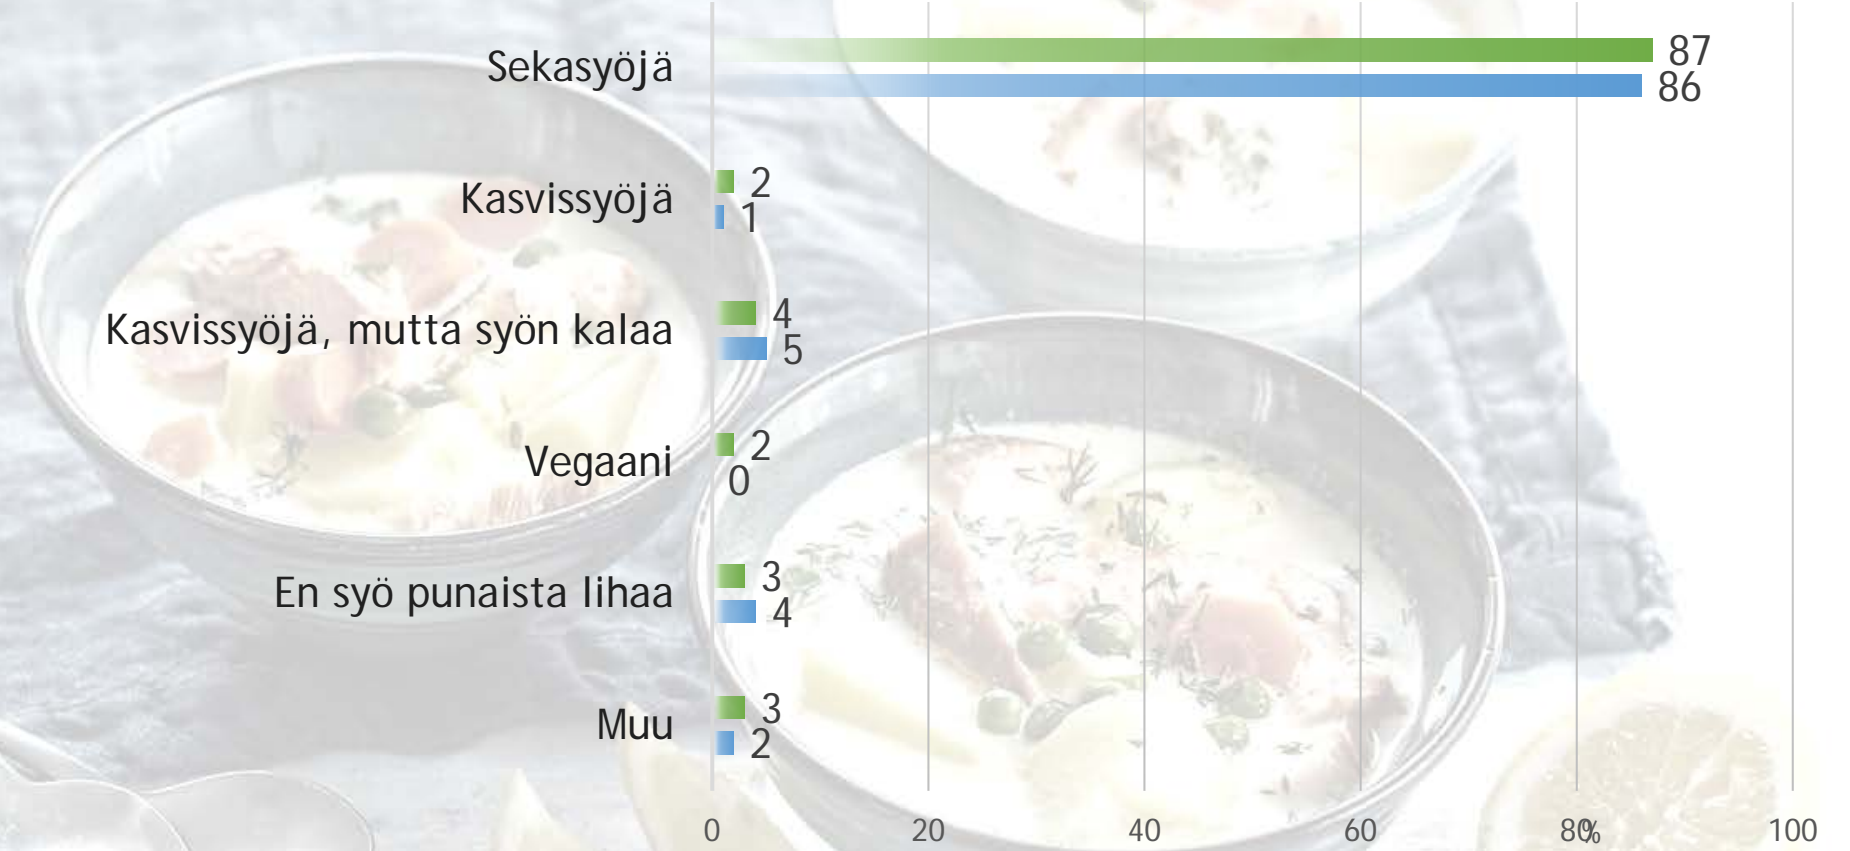 Sekasyöjä
87
86
Kasvissyöjä
2
1
Kasvissyöjä, mutta syön kalaa
4
5
Vegaani
2
0
En syö punaista lihaa
3
4
Muu
3
2
0 20 40 60 80 % 100